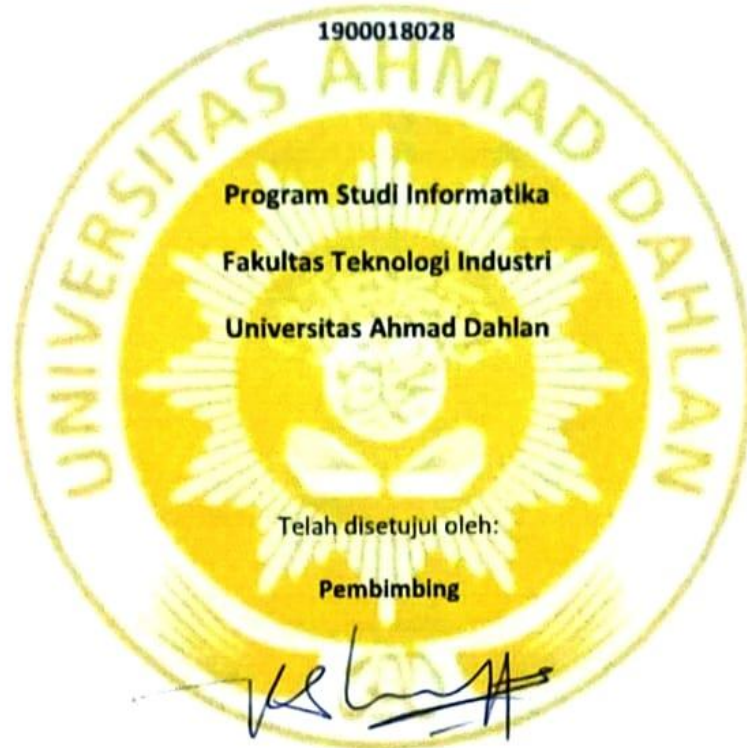 1900018028
UNIVERSITAS AHMAD DAHLAN
Program Studi Informatika
Fakultas Teknologi Industri
Universitas Ahmad Dahlan
Telah disetujui oleh:
Pembimbing